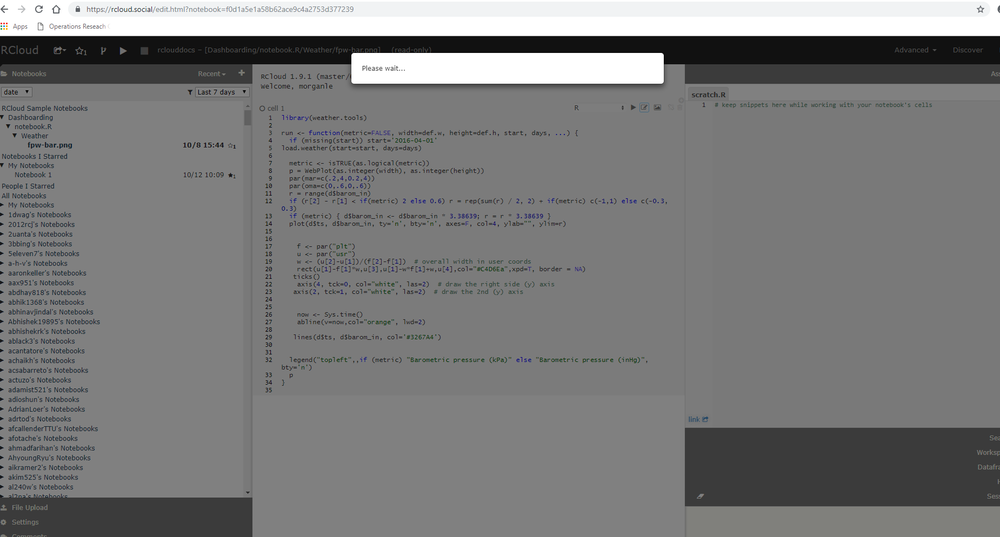 https://rcloud.social/edit.html?notebook=f0d1a5e1a58b62ace9c4a2753d377239
Apps Operations Reseach
RCloud 1 rclouddocs – [Dashboarding/notebook.R/Weather/fpw-bar.png] (read-only) Advanced Discover
Please wait...
Notebooks Recent
date Last 7 days
RCloud Sample Notebooks
Dashboarding
notebook.R
Weather
fpw-bar.png 10/8 15:44 1
Notebooks I Starred
My Notebooks
Notebook 1 10/12 10:09 1
People I Starred
All Notebooks
My Notebooks
1dwag's Notebooks
2012rcj's Notebooks
2uanta's Notebooks
3bbing's Notebooks
5eleven7's Notebooks
a-h-v's Notebooks
aaronkeller's Notebooks
aax951's Notebooks
abdhay818's Notebooks
abhik1368's Notebooks
abhinavjindal's Notebooks
Abhishek19895's Notebooks
abhishekrk's Notebooks
ablack3's Notebooks
acantatore's Notebooks
achaikh's Notebooks
acsabarreto's Notebooks
actuzo's Notebooks
adamist521's Notebooks
adioshun's Notebooks
AdrianLoer's Notebooks
adrtod's Notebooks
afcallenderTTU's Notebooks
afotache's Notebooks
ahmadfarihan's Notebooks
AhyoungRyu's Notebooks
aikramer2's Notebooks
akim525's Notebooks
al240w's Notebooks
al2na's Notebooks
File Upload
Settings
Comments
RCloud 1.9.1 (master/
Welcome, morganle
cell 1 R
1 library(weather.tools)
2
3 run <- function(metric=FALSE, width=def.w, height=def.h, start, days, ...) {
4 if (missing(start)) start='2016-04-01'
5 load.weather(start=start, days=days)
6
7 metric <- isTRUE(as.logical(metric))
8 p = WebPlot(as.integer(width), as.integer(height))
9 par(mar=c(.2,4,0.2,4))
10 par(oma=c(0,.6,0,.6))
11 r = range(d$barom_in)
12 if (r[2] - r[1] < if(metric) 2 else 0.6) r = rep(sum(r) / 2, 2) + if(metric) c(-1,1) else c(-0.3,
0.3)
13 if (metric) { d$barom_in <- d$barom_in * 3.38639; r = r * 3.38639 }
14 plot(d$ts, d$barom_in, ty='n', bty='n', axes=F, col=4, ylab="", ylim=r)
15
16
17 f <- par("plt")
18 u <- par("usr")
19 w <- (u[2]-u[1])/(f[2]-f[1]) # overall width in user coords
20 rect(u[1]-f[1]*w,u[3],u[1]-w*f[1]+w,u[4],col="#C4D6Ea",xpd=T, border = NA)
21 ticks()
22 axis(4, tck=0, col="white", las=2) # draw the right side (y) axis
23 axis(2, tck=1, col="white", las=2) # draw the 2nd (y) axis
24
25
26 now <- Sys.time()
27 abline(v=now,col="orange", lwd=2)
28
29 lines(d$ts, d$barom_in, col='#3267A4')
30
31
32 legend("topleft",,if (metric) "Barometric pressure (kPa)" else "Barometric pressure (inHg)",
bty='n')
33 p
34 }
35
Ass
scratch.R
1 # keep snippets here while working with your notebook's cells
link
Sea
Worksp
Datafra
H
Sess